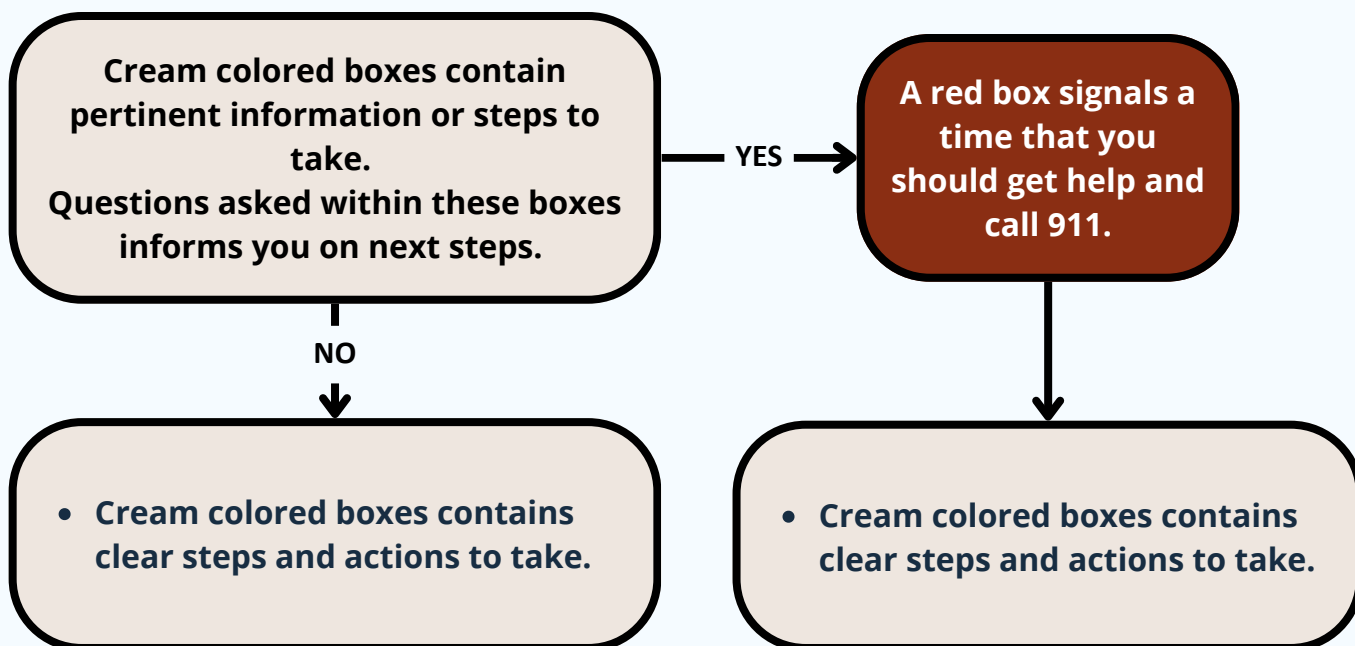 Cream colored boxes contain
pertinent information or steps to
take.
Questions asked within these boxes
informs you on next steps.
YES
A red box signals a
time that you
should get help and
call 911.
NO
• Cream colored boxes contains
clear steps and actions to take.
• Cream colored boxes contains
clear steps and actions to take.